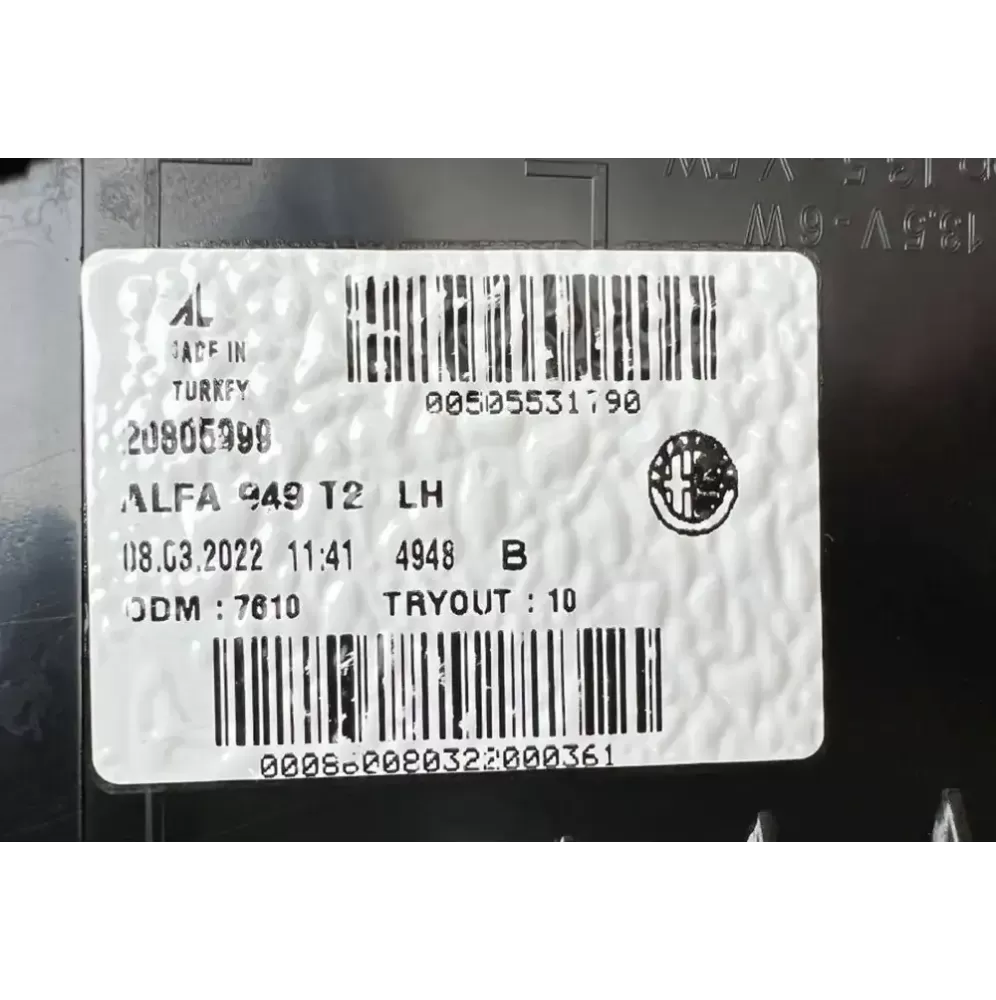 AL
MADE IN
TURKEY
00505531790
20805999
ALFA 949 T2 LH
08.03.2022 11:41 4948 B
ODM : 7610 TRYOUT : 10
000860080322000361
13,5V - 6W